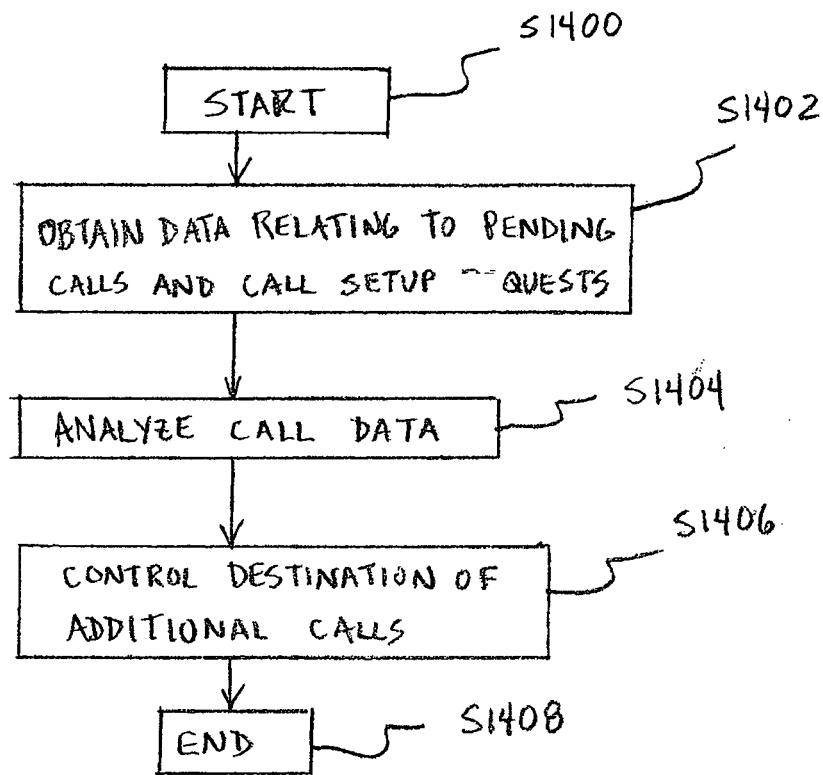 S1400
START
S1402
OBTAIN DATA RELATING TO PENDING
CALLS AND CALL SETUP QUESTS
S1404
ANALYZE CALL DATA
S1406
CONTROL DESTINATION OF
ADDITIONAL CALLS
S1408
END